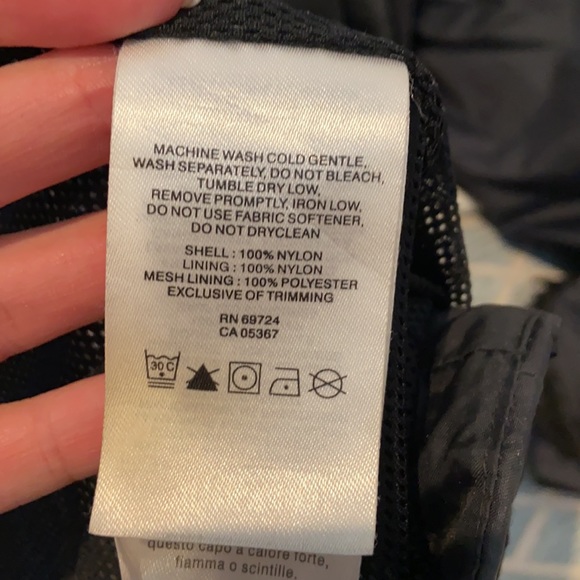 MACHINE WASH COLD GENTLE,
WASH SEPARATELY, DO NOT BLEACH,
TUMBLE DRY LOW,
REMOVE PROMPTLY, IRON LOW,
DO NOT USE FABRIC SOFTENER,
DO NOT DRYCLEAN
SHELL : 100% NYLON
LINING : 100% NYLON
MESH LINING : 100% POLYESTER
EXCLUSIVE OF TRIMMING
RN 69724
CA 05367
30 C
questo capo a calore forte,
fiamma o scintille.